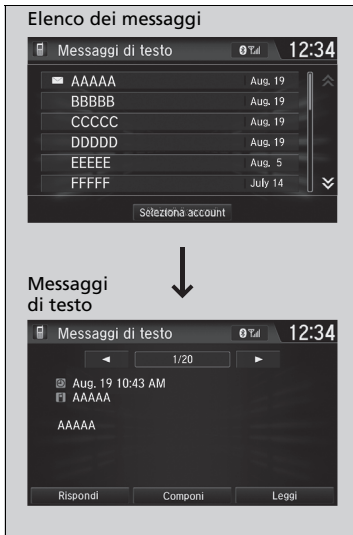 Elenco dei messaggi
Messaggi di testo 12:34
AAAAA Aug. 19
BBBBB Aug. 19
CCCCC Aug. 19
DDDDD Aug. 19
EEEEE Aug. 5
FFFFF July 14
Seleziona account
Messaggi
di testo
Messaggi di testo 12:34
1/20
Aug. 19 10:43 AM
AAAAA
AAAAA
Rispondi Componi Leggi